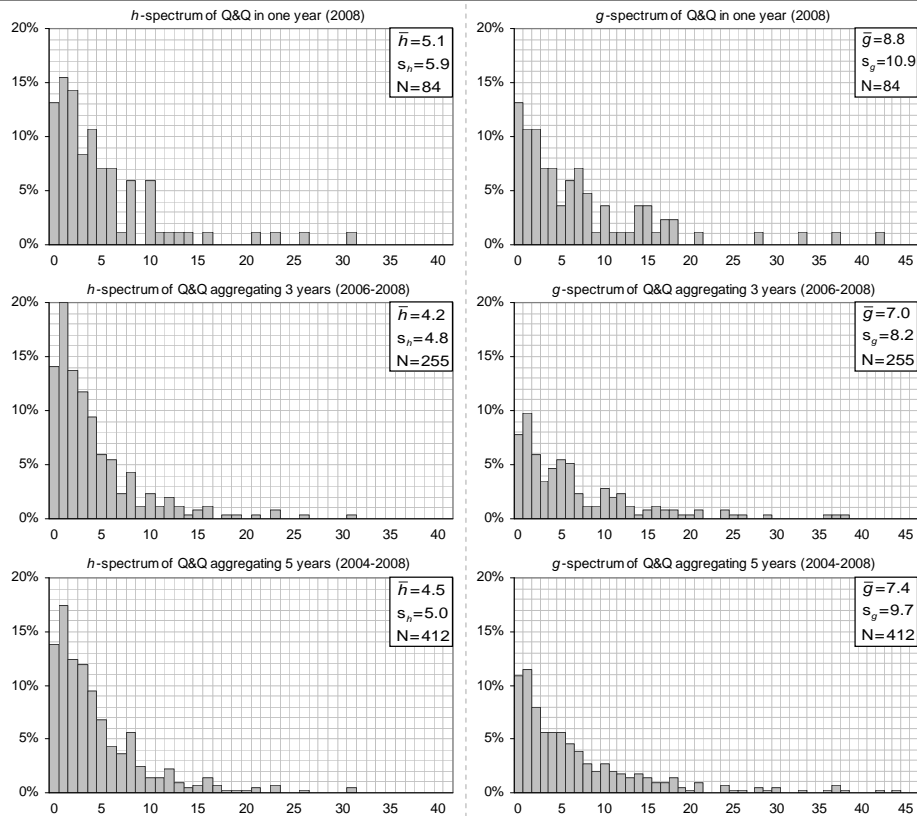 h-spectrum of Q&Q in one year (2008)
20%
15%
10%
5%
0%
0 5 10 15 20 25 30 35 40
h̅=5.1
sₕ=5.9
N=84
g-spectrum of Q&Q in one year (2008)
20%
15%
10%
5%
0%
0 5 10 15 20 25 30 35 40 45
g̅=8.8
s_g=10.9
N=84
h-spectrum of Q&Q aggregating 3 years (2006-2008)
20%
15%
10%
5%
0%
0 5 10 15 20 25 30 35 40
h̅=4.2
sₕ=4.8
N=255
g-spectrum of Q&Q aggregating 3 years (2006-2008)
20%
15%
10%
5%
0%
0 5 10 15 20 25 30 35 40 45
g̅=7.0
s_g=8.2
N=255
h-spectrum of Q&Q aggregating 5 years (2004-2008)
20%
15%
10%
5%
0%
0 5 10 15 20 25 30 35 40
h̅=4.5
sₕ=5.0
N=412
g-spectrum of Q&Q aggregating 5 years (2004-2008)
20%
15%
10%
5%
0%
0 5 10 15 20 25 30 35 40 45
g̅=7.4
s_g=9.7
N=412